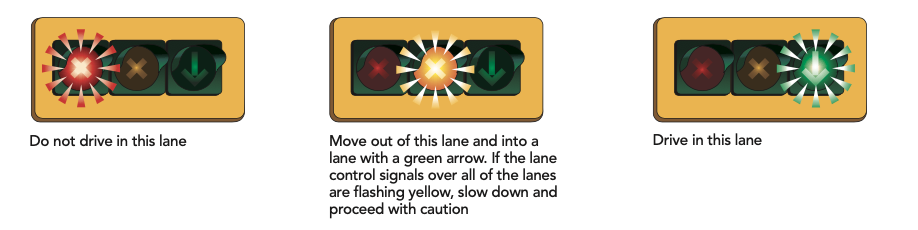 Do not drive in this lane
Move out of this lane and into a
lane with a green arrow. If the lane
control signals over all of the lanes
are flashing yellow, slow down and
proceed with caution
Drive in this lane